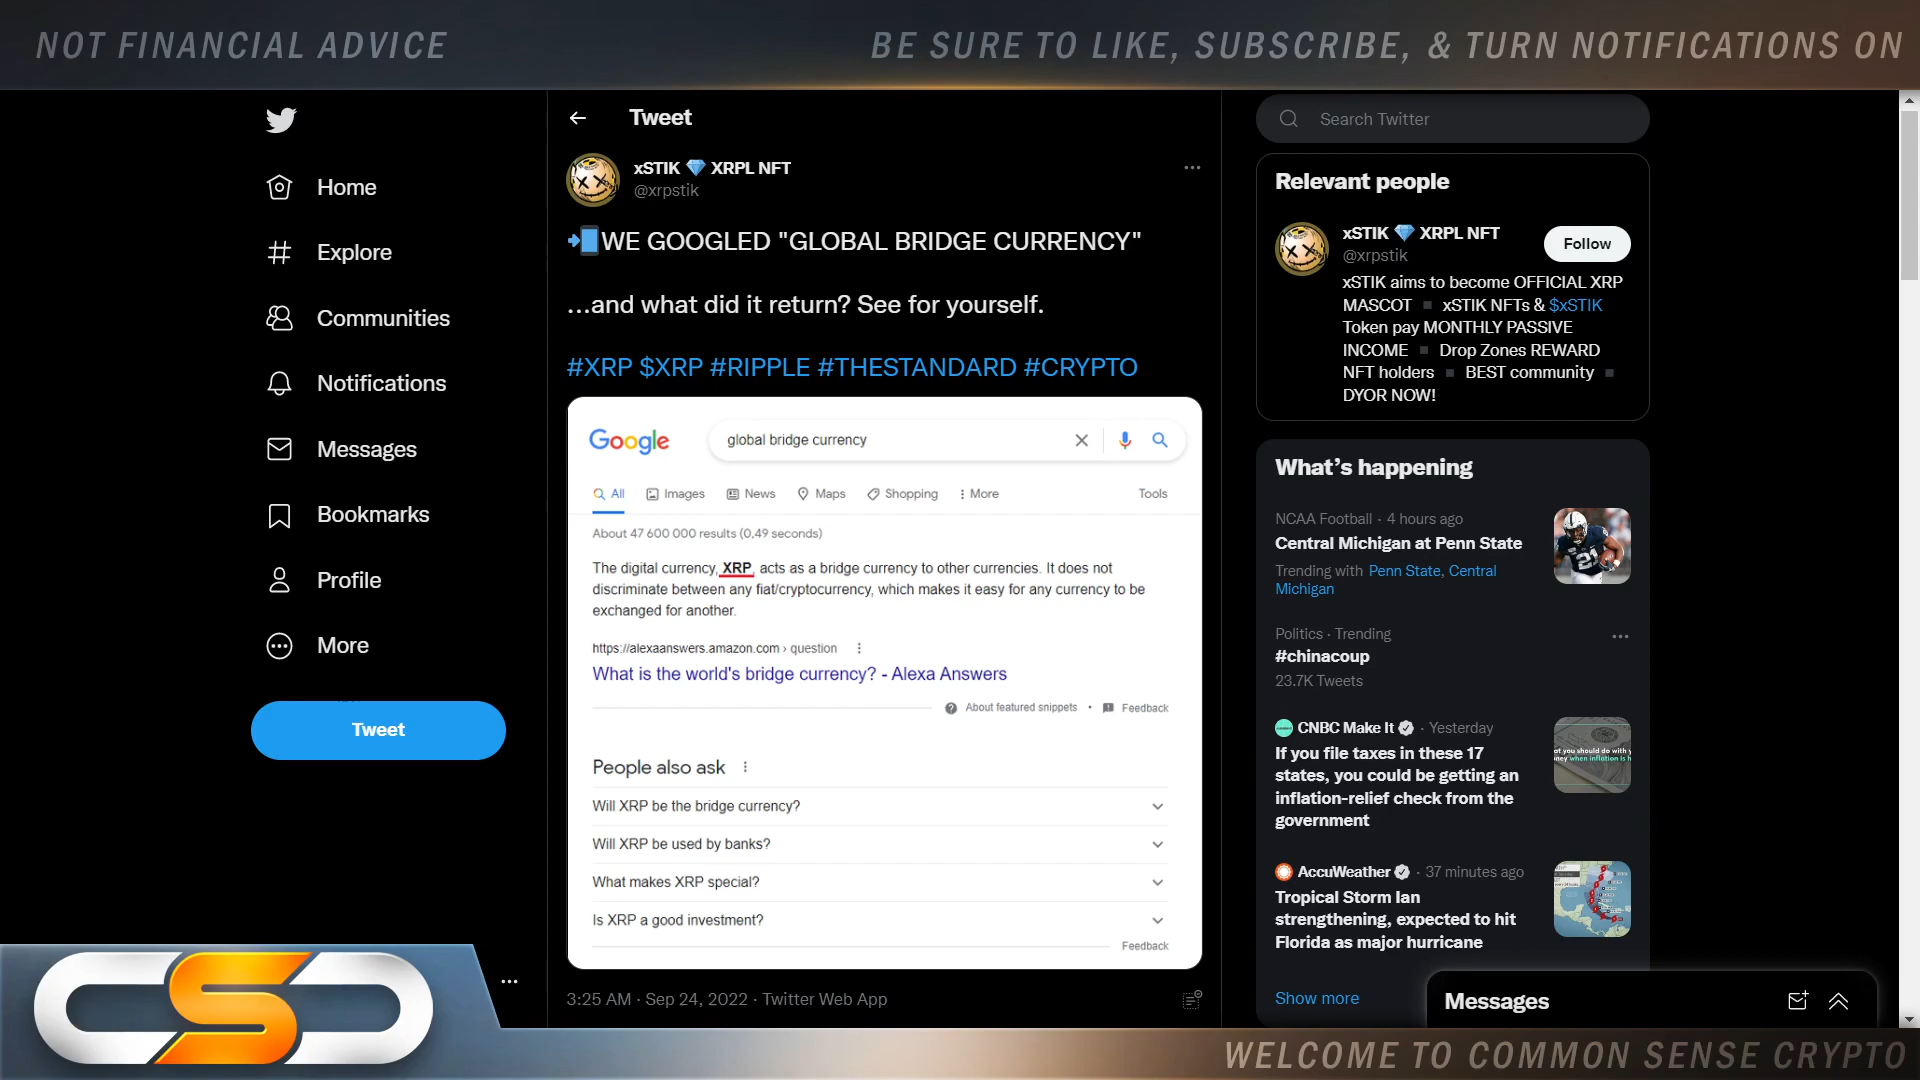 NOT FINANCIAL ADVICE
BE SURE TO LIKE, SUBSCRIBE, & TURN NOTIFICATIONS ON
Home
Explore
Communities
Notifications
Messages
Bookmarks
Profile
More
Tweet
Tweet
xSTIK 💎 XRPL NFT
@xrpstik
📲WE GOOGLED "GLOBAL BRIDGE CURRENCY"
...and what did it return? See for yourself.
#XRP $XRP #RIPPLE #THESTANDARD #CRYPTO
Google
global bridge currency
All Images News Maps Shopping More Tools
About 47 600 000 results (0,49 seconds)
The digital currency, XRP, acts as a bridge currency to other currencies. It does not
discriminate between any fiat/cryptocurrency, which makes it easy for any currency to be
exchanged for another.
https://alexaanswers.amazon.com › question
What is the world's bridge currency? - Alexa Answers
About featured snippets • Feedback
People also ask
Will XRP be the bridge currency?
Will XRP be used by banks?
What makes XRP special?
Is XRP a good investment?
Feedback
3:25 AM · Sep 24, 2022 · Twitter Web App
Search Twitter
Relevant people
xSTIK 💎 XRPL NFT
@xrpstik
Follow
xSTIK aims to become OFFICIAL XRP
MASCOT ▪ xSTIK NFTs & $xSTIK
Token pay MONTHLY PASSIVE
INCOME ▪ Drop Zones REWARD
NFT holders ▪ BEST community ▪
DYOR NOW!
What's happening
NCAA Football · 4 hours ago
Central Michigan at Penn State
Trending with Penn State, Central
Michigan
21
Politics · Trending
#chinacoup
23.7K Tweets
CNBC Make It · Yesterday
If you file taxes in these 17
states, you could be getting an
inflation-relief check from the
government
at you should do with y
ney when inflation is h
AccuWeather · 37 minutes ago
Tropical Storm Ian
strengthening, expected to hit
Florida as major hurricane
Show more
Messages
CSC
WELCOME TO COMMON SENSE CRYPTO